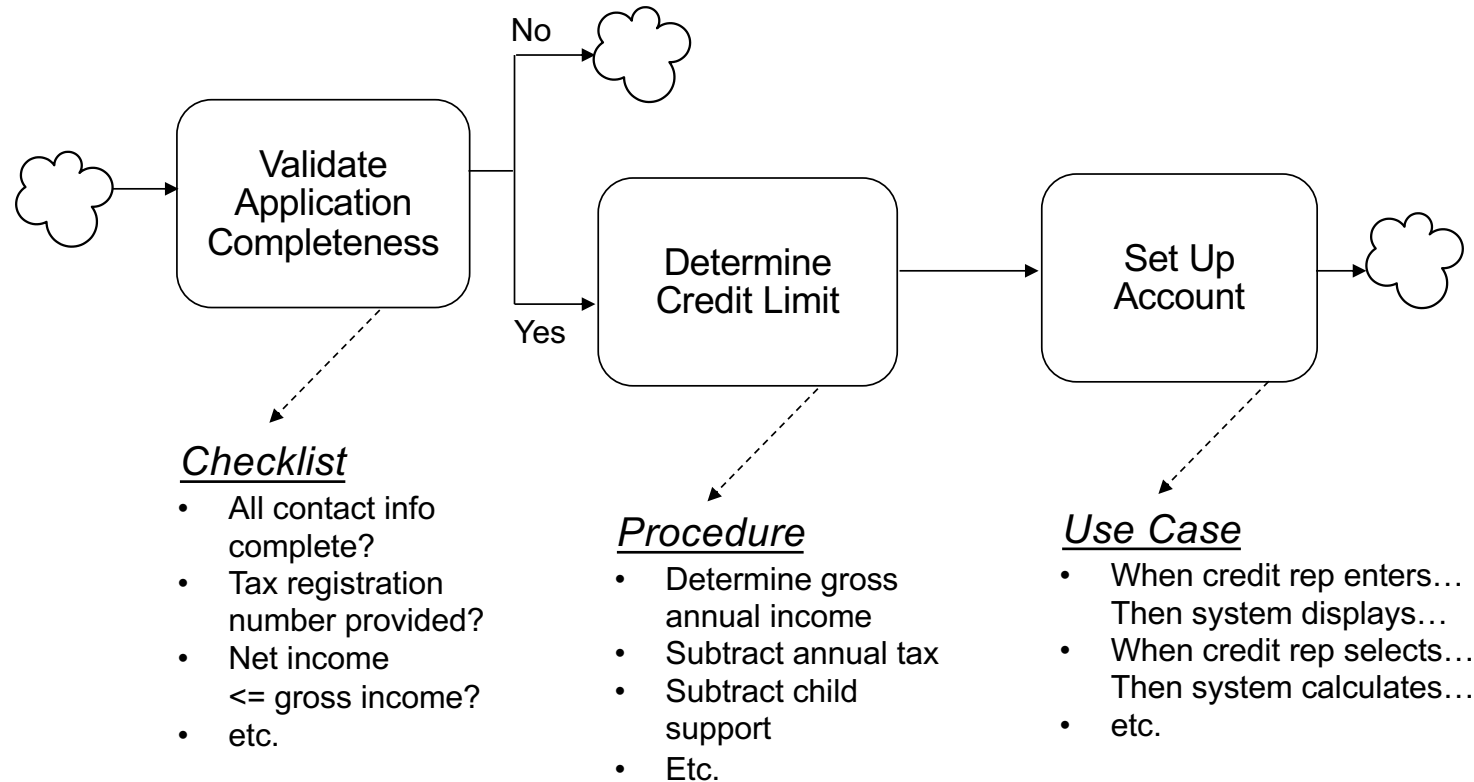 No
Validate
Application
Completeness
Yes
Determine
Credit Limit
Set Up
Account
Checklist
• All contact info
complete?
• Tax registration
number provided?
• Net income
<= gross income?
• etc.
Procedure
• Determine gross
annual income
• Subtract annual tax
• Subtract child
support
• Etc.
Use Case
• When credit rep enters…
Then system displays…
• When credit rep selects…
Then system calculates…
• etc.